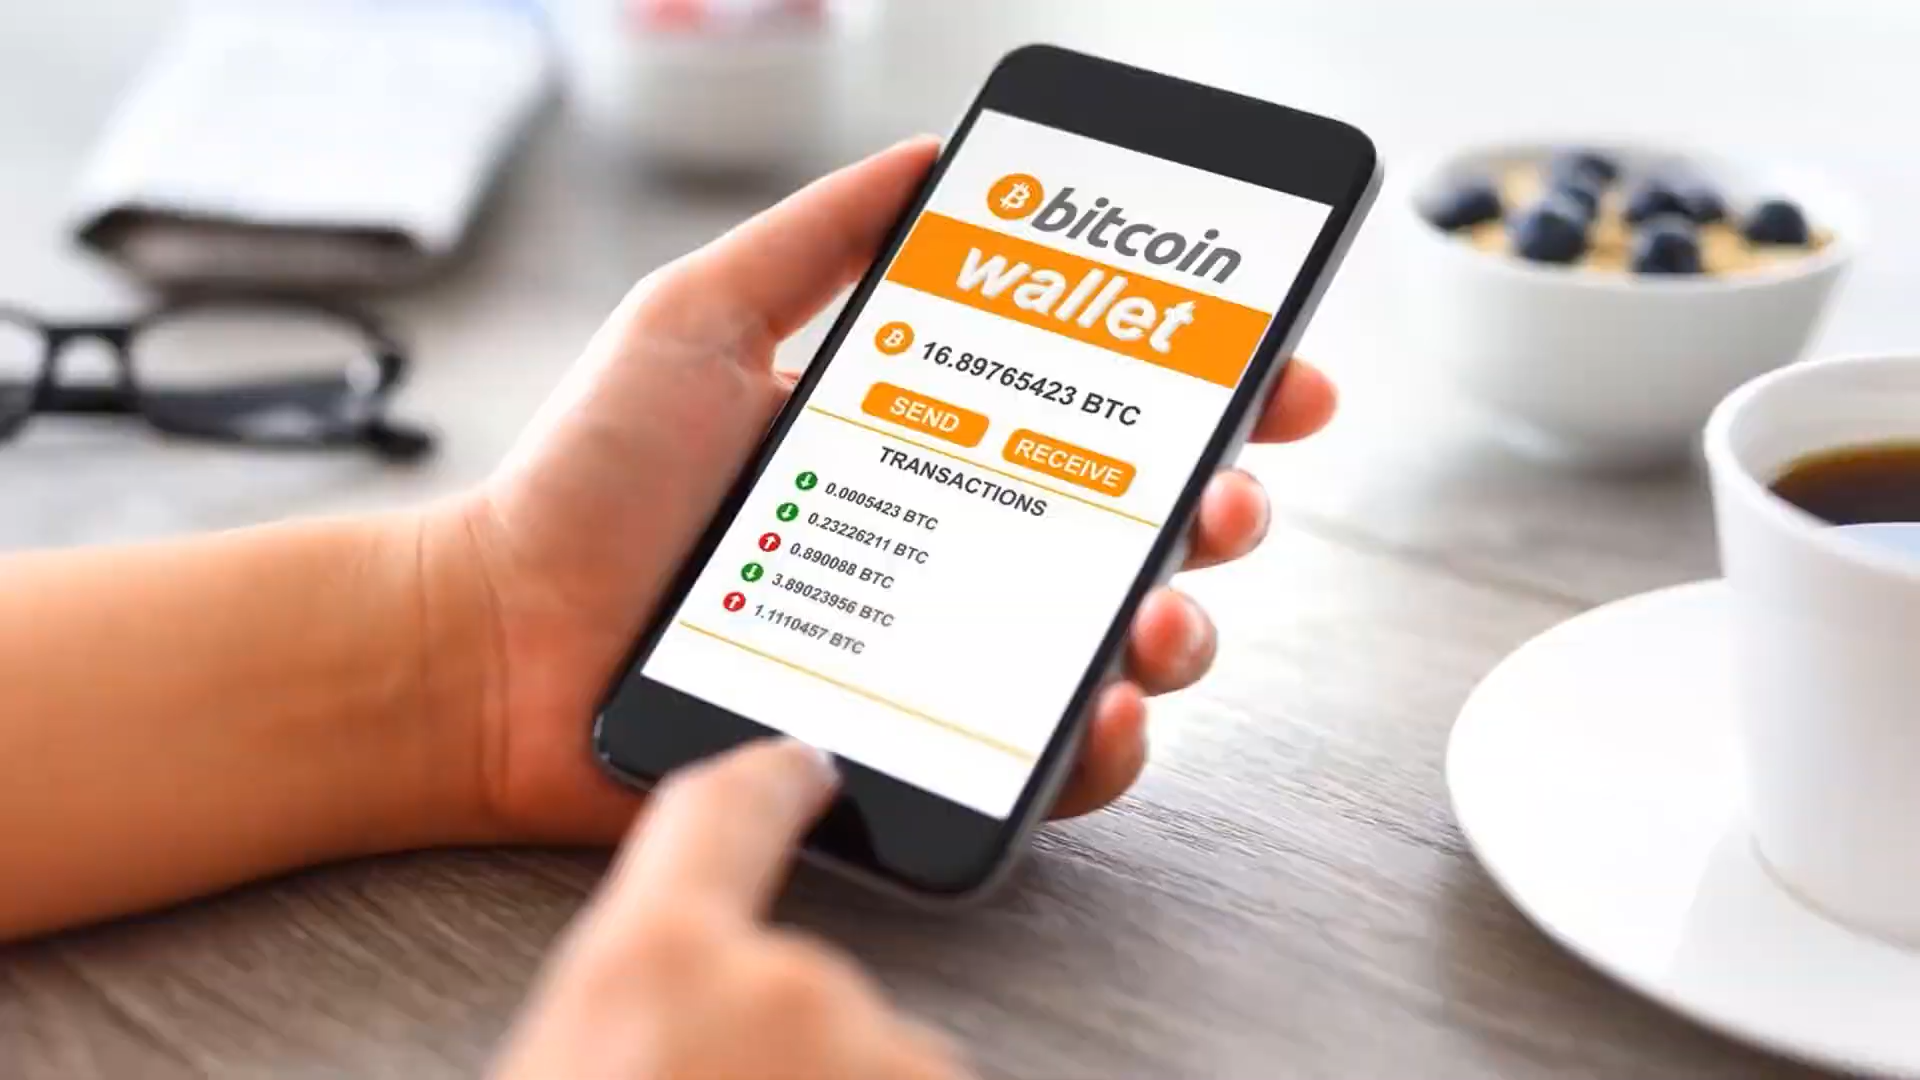 bitcoin
wallet
16.89765423 BTC
SEND RECEIVE
TRANSACTIONS
0.0005423 BTC
0.23226211 BTC
0.890088 BTC
3.89023956 BTC
1.1110457 BTC